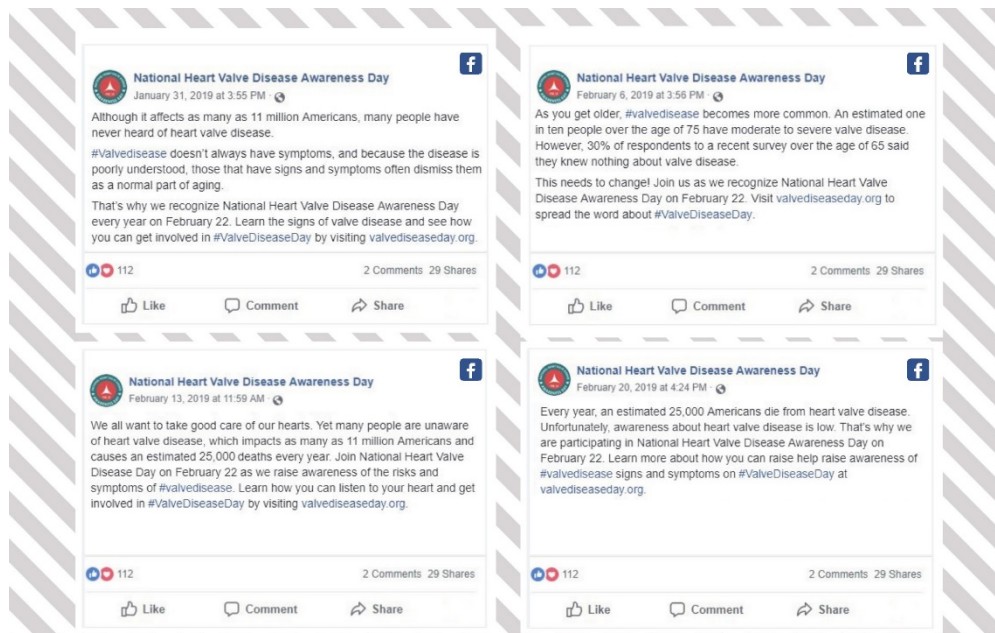 National Heart Valve Disease Awareness Day
January 31, 2019 at 3:55 PM ·
Although it affects as many as 11 million Americans, many people have
never heard of heart valve disease.
#Valvedisease doesn't always have symptoms, and because the disease is
poorly understood, those that have signs and symptoms often dismiss them
as a normal part of aging.
That's why we recognize National Heart Valve Disease Awareness Day
every year on February 22. Learn the signs of valve disease and see how
you can get involved in #ValveDiseaseDay by visiting valvediseaseday.org.
112
2 Comments 29 Shares
Like Comment Share
National Heart Valve Disease Awareness Day
February 6, 2019 at 3:56 PM ·
As you get older, #valvedisease becomes more common. An estimated one
in ten people over the age of 75 have moderate to severe valve disease.
However, 30% of respondents to a recent survey over the age of 65 said
they knew nothing about valve disease.
This needs to change! Join us as we recognize National Heart Valve
Disease Awareness Day on February 22. Visit valvediseaseday.org to
spread the word about #ValveDiseaseDay.
112
2 Comments 29 Shares
Like Comment Share
National Heart Valve Disease Awareness Day
February 13, 2019 at 11:59 AM ·
We all want to take good care of our hearts. Yet many people are unaware
of heart valve disease, which impacts as many as 11 million Americans and
causes an estimated 25,000 deaths every year. Join National Heart Valve
Disease Day on February 22 as we raise awareness of the risks and
symptoms of #valvedisease. Learn how you can listen to your heart and get
involved in #ValveDiseaseDay by visiting valvediseaseday.org.
112
2 Comments 29 Shares
Like Comment Share
National Heart Valve Disease Awareness Day
February 20, 2019 at 4:24 PM ·
Every year, an estimated 25,000 Americans die from heart valve disease.
Unfortunately, awareness about heart valve disease is low. That's why we
are participating in National Heart Valve Disease Awareness Day on
February 22. Learn more about how you can raise help raise awareness of
#valvedisease signs and symptoms on #ValveDiseaseDay at
valvediseaseday.org.
112
2 Comments 29 Shares
Like Comment Share